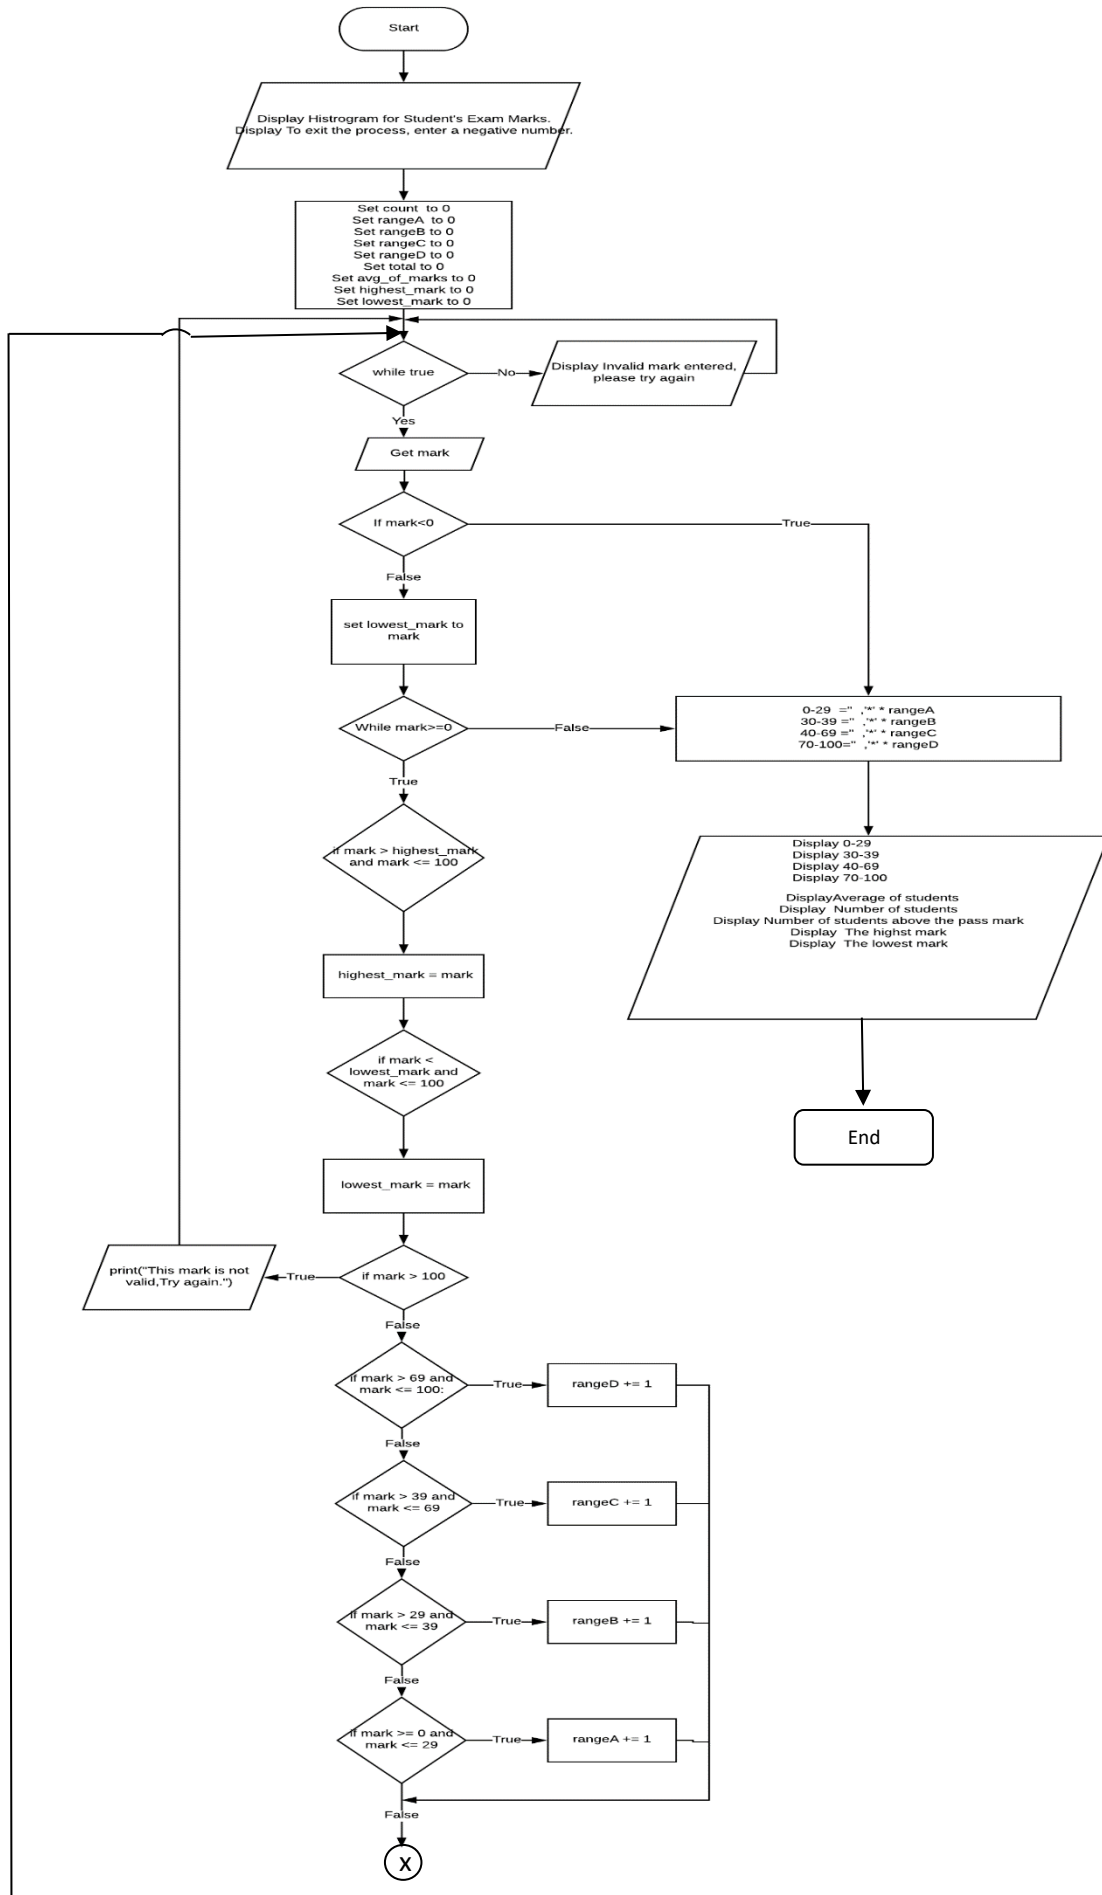 Start
Display Histrogram for Student's Exam Marks.
Display To exit the process, enter a negative number.
Set count to 0
Set rangeA to 0
Set rangeB to 0
Set rangeC to 0
Set rangeD to 0
Set total to 0
Set avg_of_marks to 0
Set highest_mark to 0
Set lowest_mark to 0
while true
No
Display Invalid mark entered,
please try again
Yes
Get mark
If mark<0
True
False
set lowest_mark to
mark
While mark>=0
False
0-29 =" ,'*' * rangeA
30-39 =" ,'*' * rangeB
40-69 =" ,'*' * rangeC
70-100=" ,'*' * rangeD
True
if mark > highest_mark
and mark <= 100
Display 0-29
Display 30-39
Display 40-69
Display 70-100
DisplayAverage of students
Display Number of students
Display Number of students above the pass mark
Display The highst mark
Display The lowest mark
highest_mark = mark
if mark <
lowest_mark and
mark <= 100
End
lowest_mark = mark
print("This mark is not
valid,Try again.")
True
if mark > 100
False
if mark > 69 and
mark <= 100:
True
rangeD += 1
False
if mark > 39 and
mark <= 69
True
rangeC += 1
False
if mark > 29 and
mark <= 39
True
rangeB += 1
False
if mark >= 0 and
mark <= 29
True
rangeA += 1
False
X